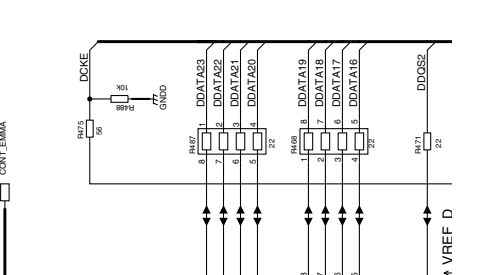 DCKE
DDATA23
DDATA22
DDATA21
DDATA20
DDATA19
DDATA18
DDATA17
DDATA16
DDQS2
10k
R488
GNDD
R475
56
CONT_EMMA
R487
1
2
3
4
8
7
6
5
22
R468
8
7
6
5
1
2
3
4
22
R471
22
VREF D